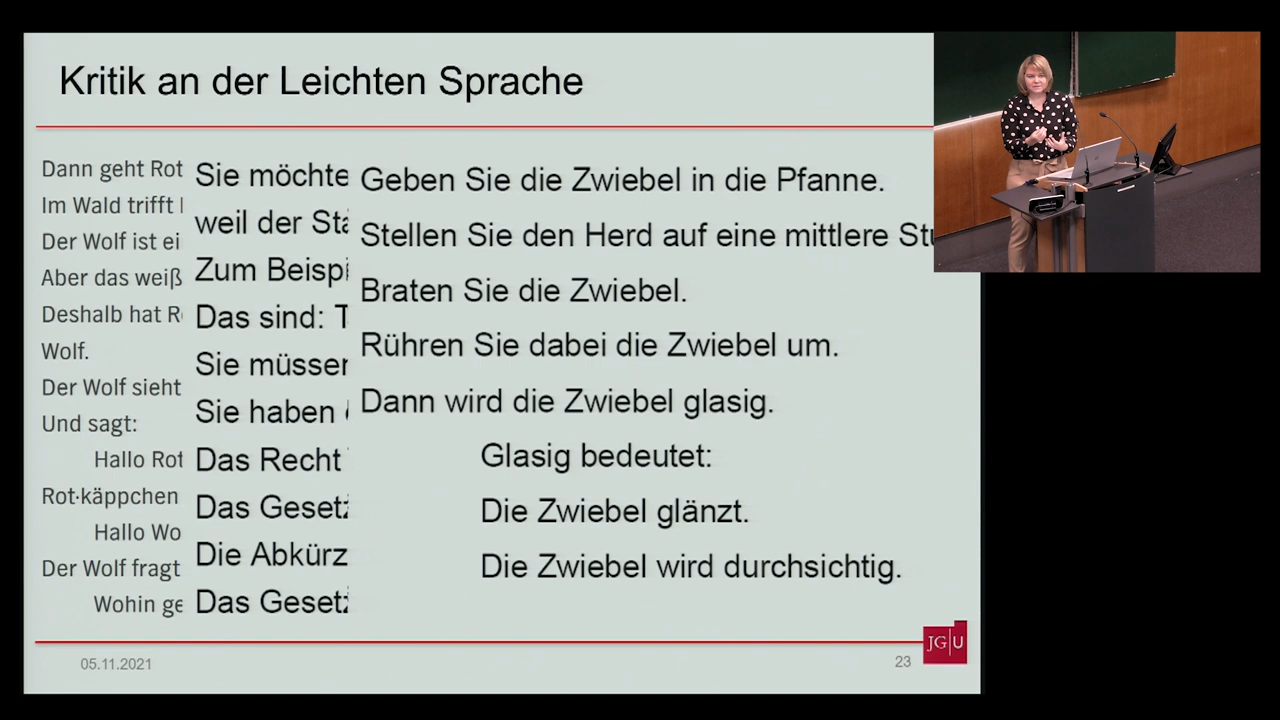 Kritik an der Leichten Sprache
Dann geht Rot
Im Wald trifft
Der Wolf ist ei
Aber das weiß
Deshalb hat
Wolf.
Der Wolf sieht
Und sagt:
Hallo Rot
Rot·käppchen
Hallo Wo
Der Wolf fragt
Wohin ge
Sie möchte
weil der
Zum Beispi
Das sind: T
Sie müsser
Sie haben
Das Recht
Das Gesetz
Die Abkürz
Das Gesetz
Geben Sie die Zwiebel in die Pfanne.
Stellen Sie den Herd auf eine mittlere Stu
Braten Sie die Zwiebel.
Rühren Sie dabei die Zwiebel um.
Dann wird die Zwiebel glasig.
Glasig bedeutet:
Die Zwiebel glänzt.
Die Zwiebel wird durchsichtig.
05.11.2021
23
JG|U